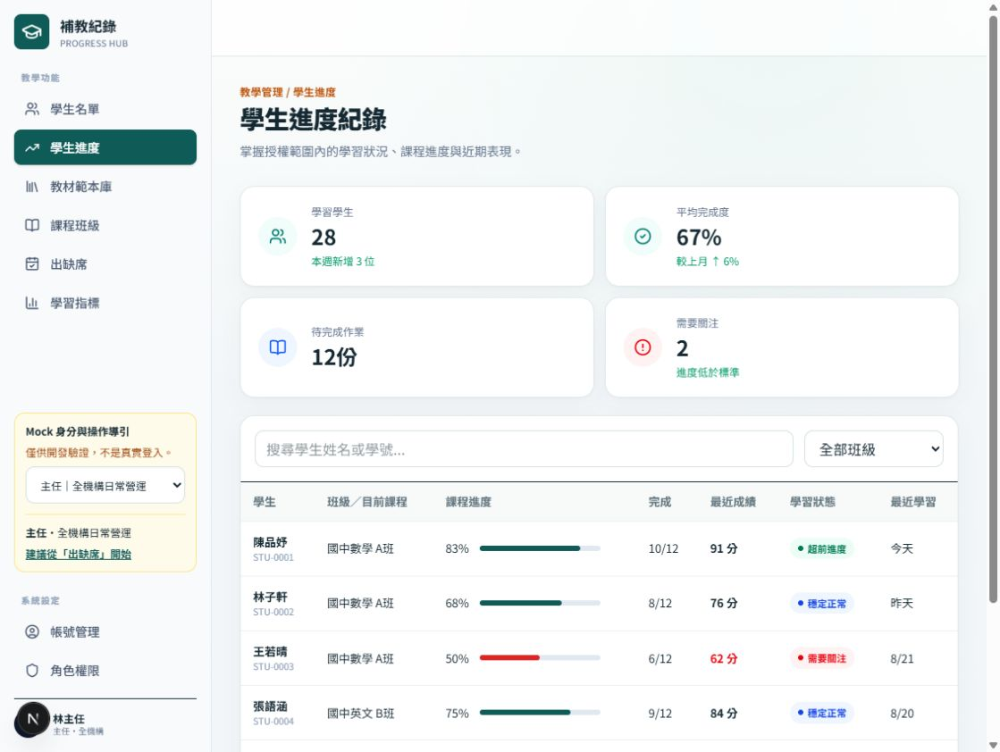 補教紀錄
PROGRESS HUB
教學功能
學生名單
學生進度
教材範本庫
課程班級
出缺席
學習指標
Mock 身分與操作導引
僅供開發驗證，不是真實登入。
主任｜全機構日常營運
主任・全機構日常營運
建議從「出缺席」開始
系統設定
帳號管理
角色權限
N
林主任
主任・全機構
教學管理 / 學生進度
學生進度紀錄
掌握授權範圍內的學習狀況、課程進度與近期表現。
學習學生
28
本週新增 3 位
平均完成度
67%
較上月 ↑ 6%
待完成作業
12份
需要關注
2
進度低於標準
搜尋學生姓名或學號...
全部班級
學生 班級／目前課程 課程進度 完成 最近成績 學習狀態 最近學習
陳品妤
STU-0001
國中數學 A班 83% 10/12 91 分 超前進度 今天
林子軒
STU-0002
國中數學 A班 68% 8/12 76 分 穩定正常 昨天
王若晴
STU-0003
國中數學 A班 50% 6/12 62 分 需要關注 8/21
張語涵
STU-0004
國中英文 B班 75% 9/12 84 分 穩定正常 8/20